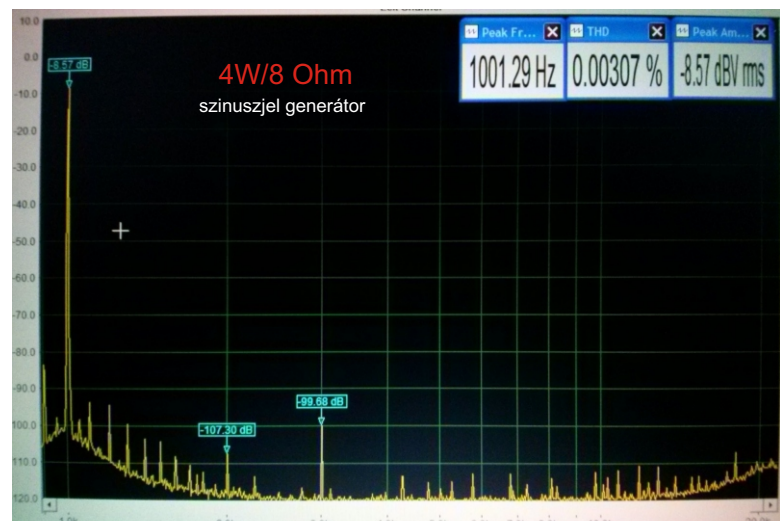 10.0
Peak Fr... THD Peak Am...
1001.29 Hz 0.00307 % -8.57 dBV rms
0.0
-8.57 dB
4W/8 Ohm
-10.0
szinuszjel generátor
-20.0
-30.0
-40.0
-50.0
-60.0
-70.0
-80.0
-90.0
-99.68 dB
100.0
-107.30 dB
110.0
120.0